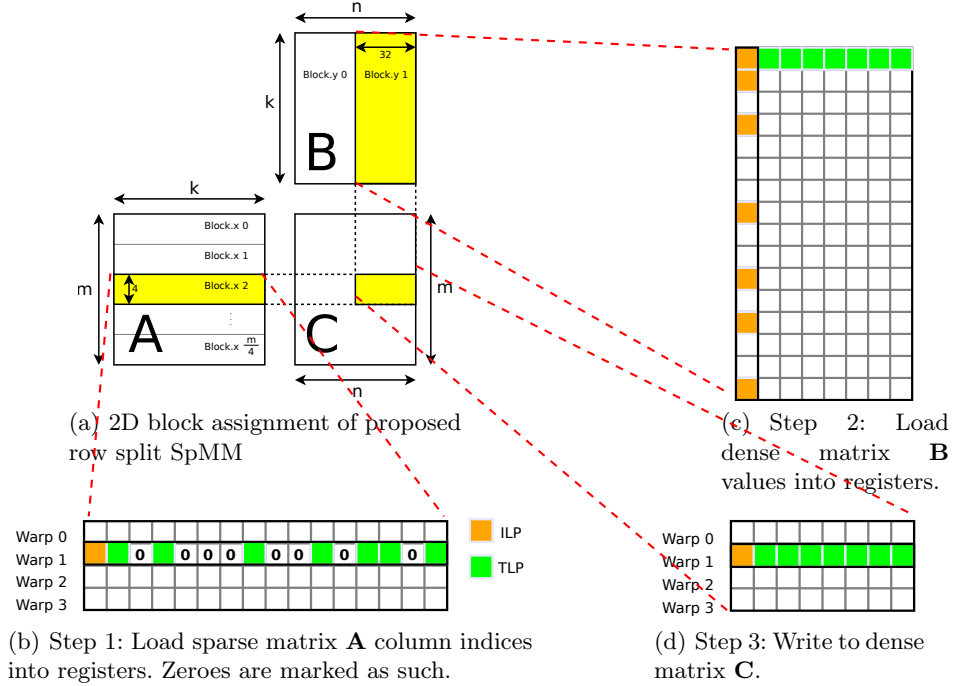 n
32
Block.y 0
Block.y 1
k
B
k
m
Block.x 0
Block.x 1
Block.x 2
4
⋮
Block.x m/4
A
C
m
n
(a) 2D block assignment of proposed
row split SpMM
(c) Step 2: Load
dense matrix B
values into registers.
Warp 0
Warp 1
0 0 0 0 0 0 0 0
Warp 2
Warp 3
ILP
TLP
(b) Step 1: Load sparse matrix A column indices
into registers. Zeroes are marked as such.
Warp 0
Warp 1
Warp 2
Warp 3
(d) Step 3: Write to dense
matrix C.